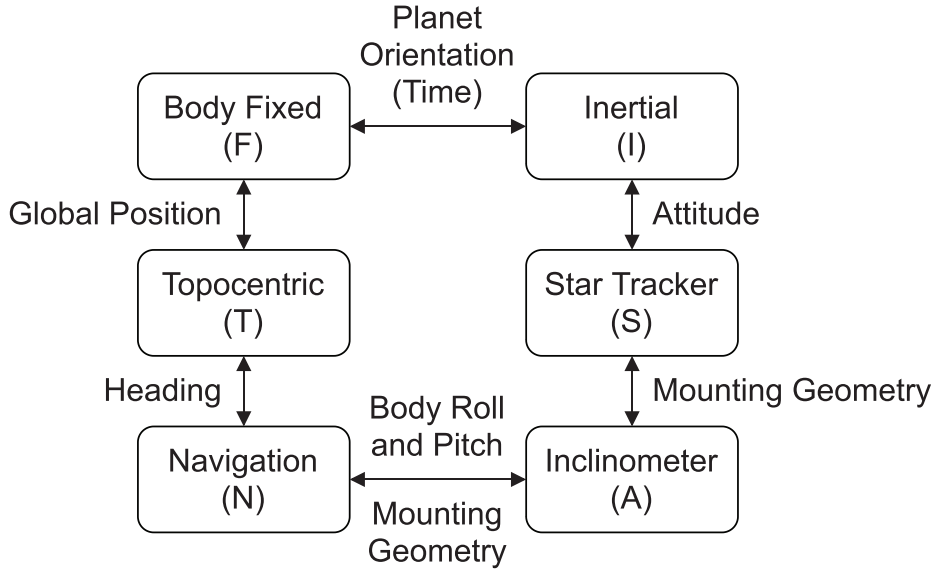 Planet
Orientation
(Time)
Body Fixed
(F)
Inertial
(I)
Global Position
Attitude
Topocentric
(T)
Star Tracker
(S)
Heading
Mounting Geometry
Body Roll
and Pitch
Navigation
(N)
Inclinometer
(A)
Mounting
Geometry